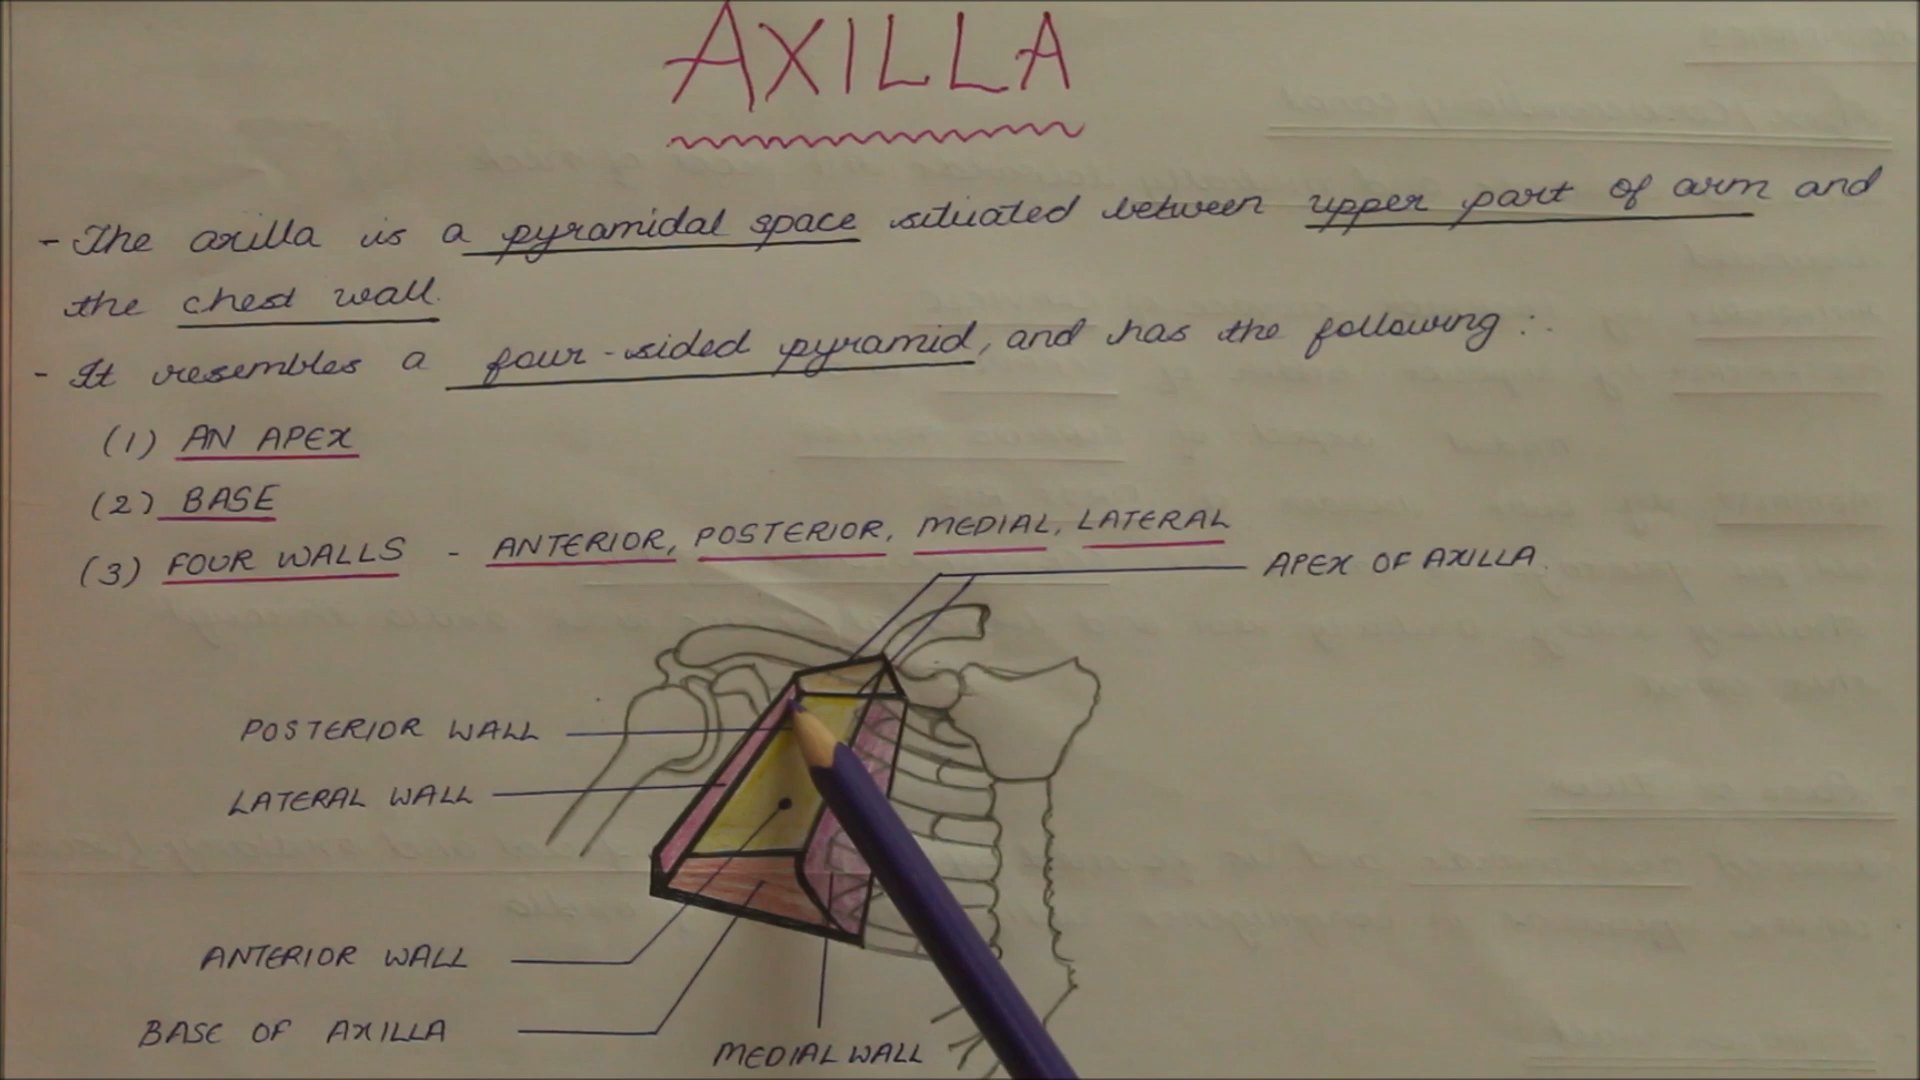 AXILLA
- The axilla is a pyramidal space situated between upper part of arm and
the chest wall.
- It resembles a four-sided pyramid, and has the following :.
(1) AN APEX
(2) BASE
(3) FOUR WALLS - ANTERIOR, POSTERIOR, MEDIAL, LATERAL
APEX OF AXILLA.
POSTERIOR WALL
LATERAL WALL
ANTERIOR WALL
BASE OF AXILLA
MEDIAL WALL